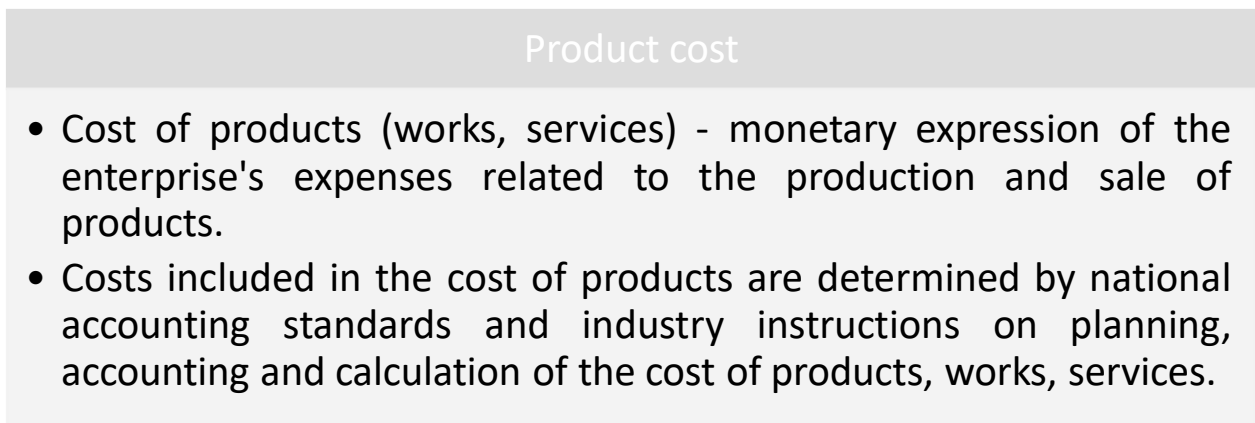 Product cost
• Cost of products (works, services) - monetary expression of the
enterprise's expenses related to the production and sale of
products.
• Costs included in the cost of products are determined by national
accounting standards and industry instructions on planning,
accounting and calculation of the cost of products, works, services.